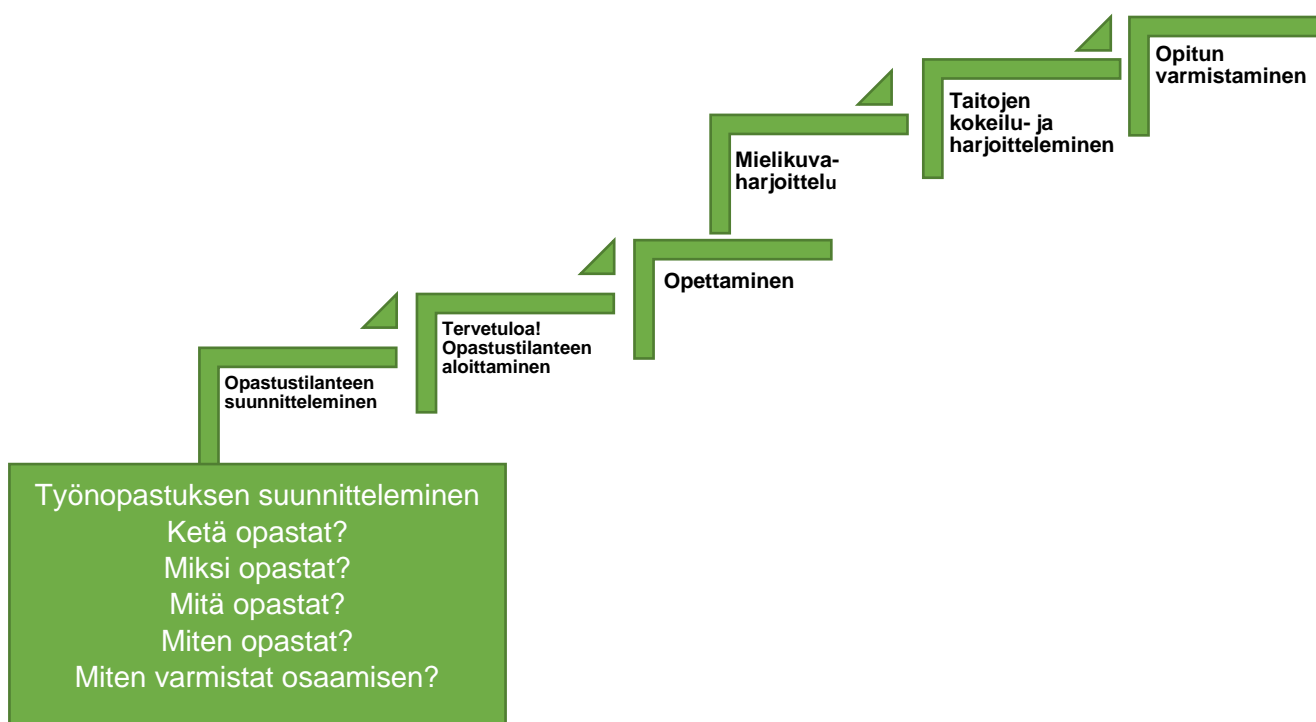 Opitun
varmistaminen
Taitojen
kokeilu- ja
harjoitteleminen
Mielikuva-
harjoittelu
Opettaminen
Tervetuloa!
Opastustilanteen
aloittaminen
Opastustilanteen
suunnitteleminen
Työnopastuksen suunnitteleminen
Ketä opastat?
Miksi opastat?
Mitä opastat?
Miten opastat?
Miten varmistat osaamisen?